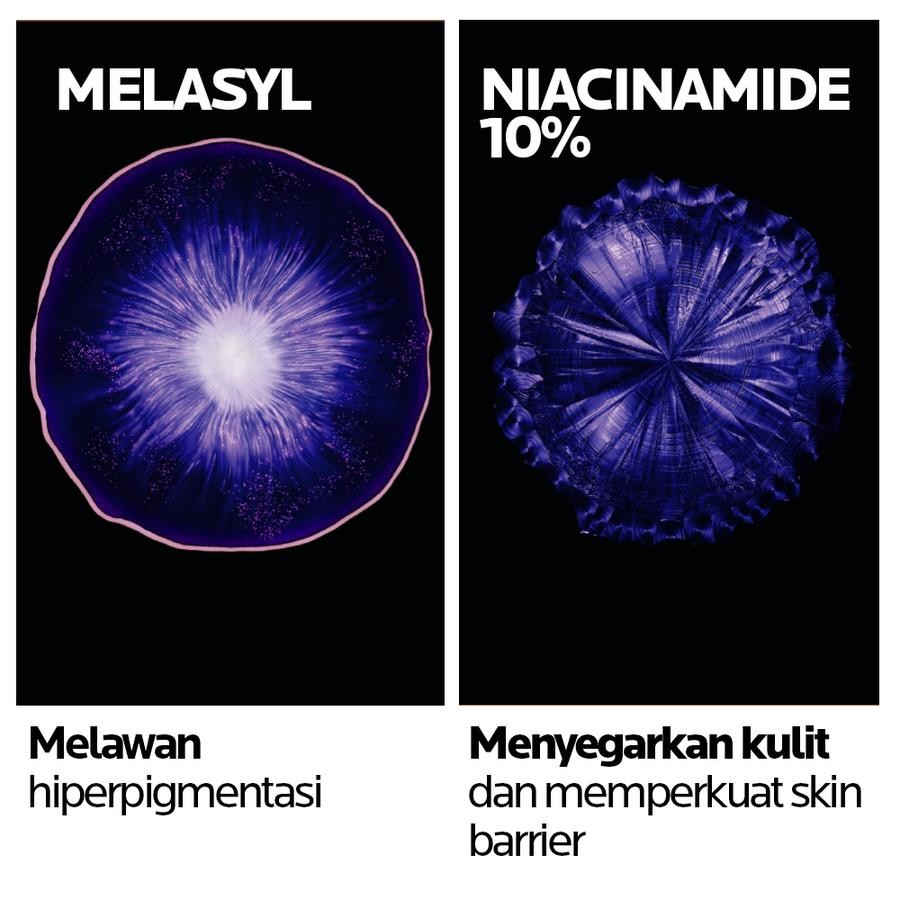 MELASYL
Melawan
hiperpigmentasi
NIACINAMIDE
10%
Menyegarkan kulit
dan memperkuat skin
barrier